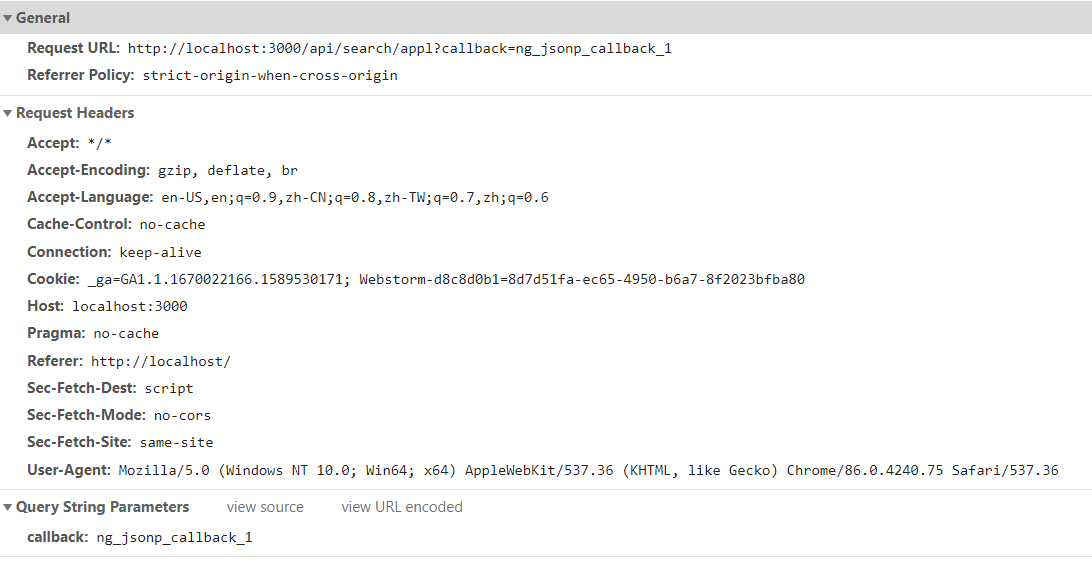 General
Request URL: http://localhost:3000/api/search/appl?callback=ng_jsonp_callback_1
Referrer Policy: strict-origin-when-cross-origin
Request Headers
Accept: */*
Accept-Encoding: gzip, deflate, br
Accept-Language: en-US,en;q=0.9,zh-CN;q=0.8,zh-TW;q=0.7,zh;q=0.6
Cache-Control: no-cache
Connection: keep-alive
Cookie: _ga=GA1.1.1670022166.1589530171; Webstorm-d8c8d0b1=8d7d51fa-ec65-4950-b6a7-8f2023bfba80
Host: localhost:3000
Pragma: no-cache
Referer: http://localhost/
Sec-Fetch-Dest: script
Sec-Fetch-Mode: no-cors
Sec-Fetch-Site: same-site
User-Agent: Mozilla/5.0 (Windows NT 10.0; Win64; x64) AppleWebKit/537.36 (KHTML, like Gecko) Chrome/86.0.4240.75 Safari/537.36
Query String Parameters view source view URL encoded
callback: ng_jsonp_callback_1